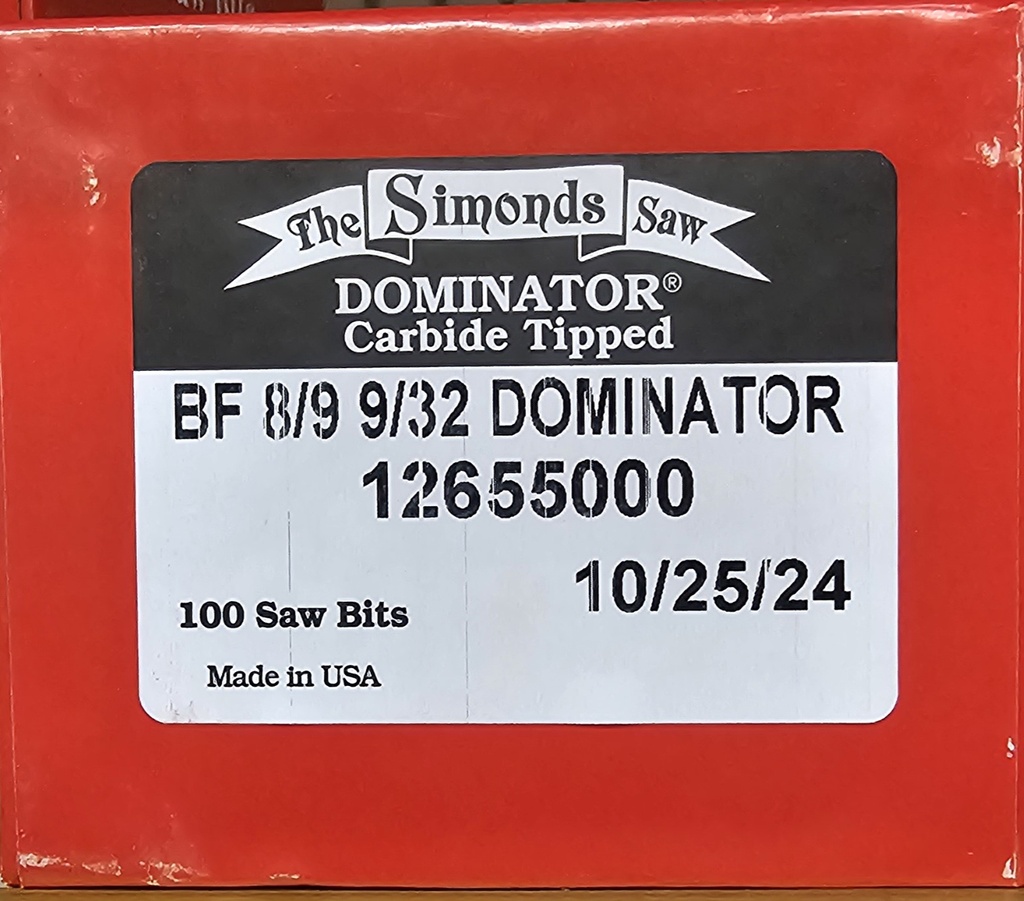 The Simonds Saw
DOMINATOR®
Carbide Tipped
BF 8/9 9/32 DOMINATOR
12655000
10/25/24
100 Saw Bits
Made in USA